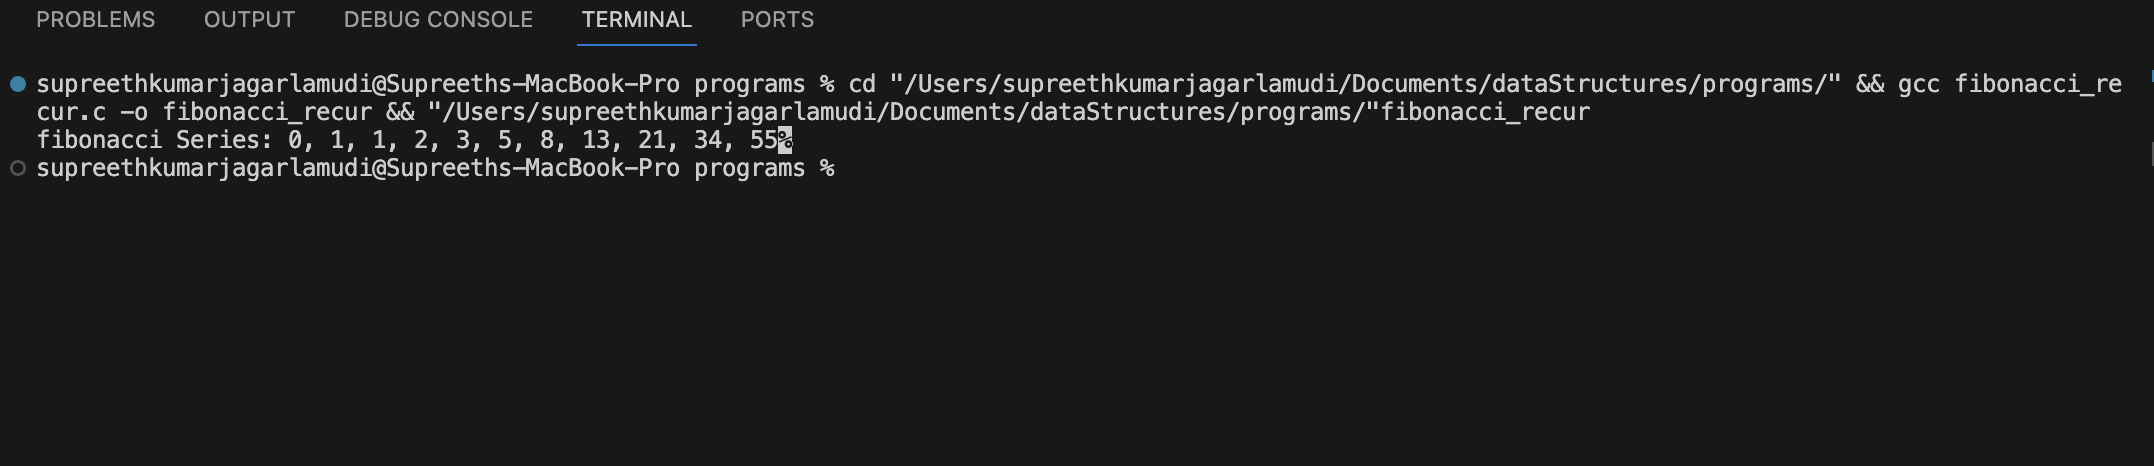 PROBLEMS OUTPUT DEBUG CONSOLE TERMINAL PORTS
supreethkumarjagarlamudi@Supreeths-MacBook-Pro programs % cd "/Users/supreethkumarjagarlamudi/Documents/dataStructures/programs/" && gcc fibonacci_re
cur.c -o fibonacci_recur && "/Users/supreethkumarjagarlamudi/Documents/dataStructures/programs/"fibonacci_recur
fibonacci Series: 0, 1, 1, 2, 3, 5, 8, 13, 21, 34, 55%
supreethkumarjagarlamudi@Supreeths-MacBook-Pro programs %